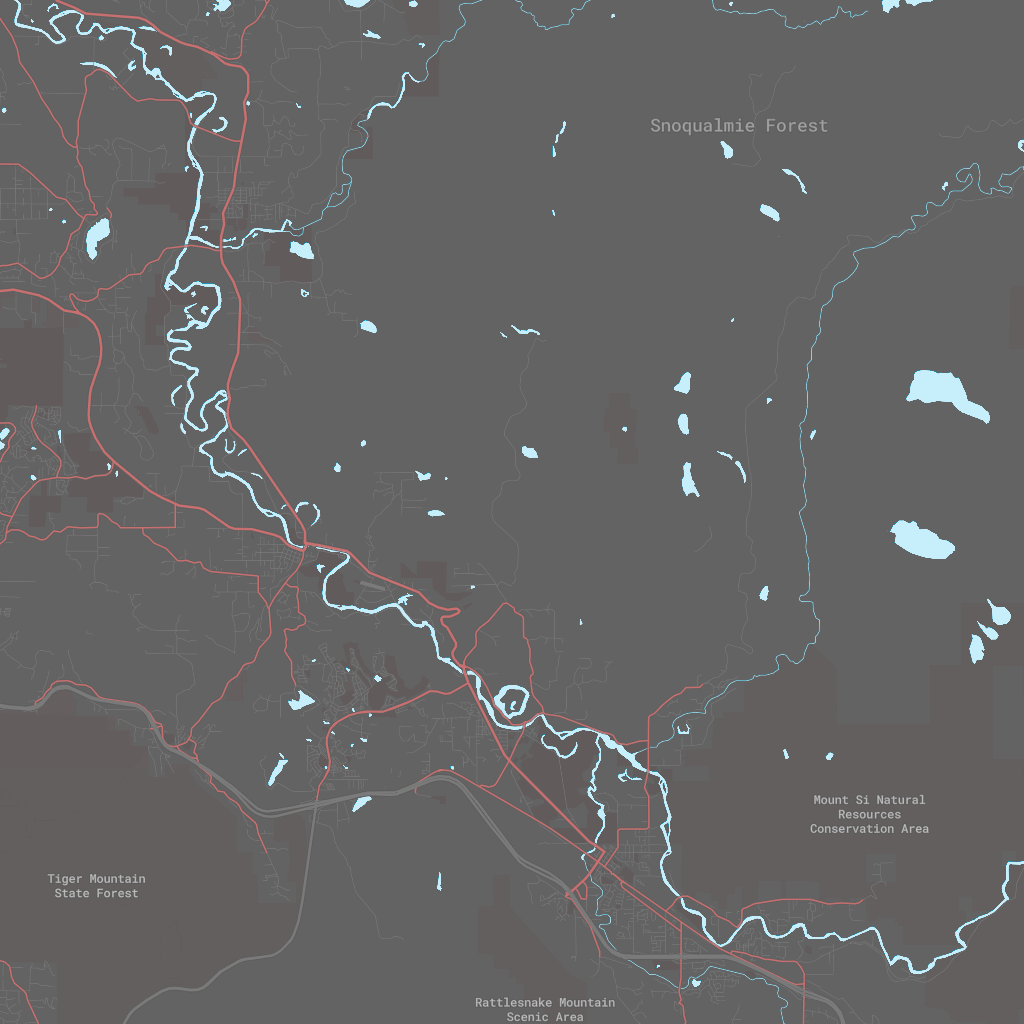 Snoqualmie Forest
Mount Si Natural
Resources
Conservation Area
Tiger Mountain
State Forest
Rattlesnake Mountain
Scenic Area